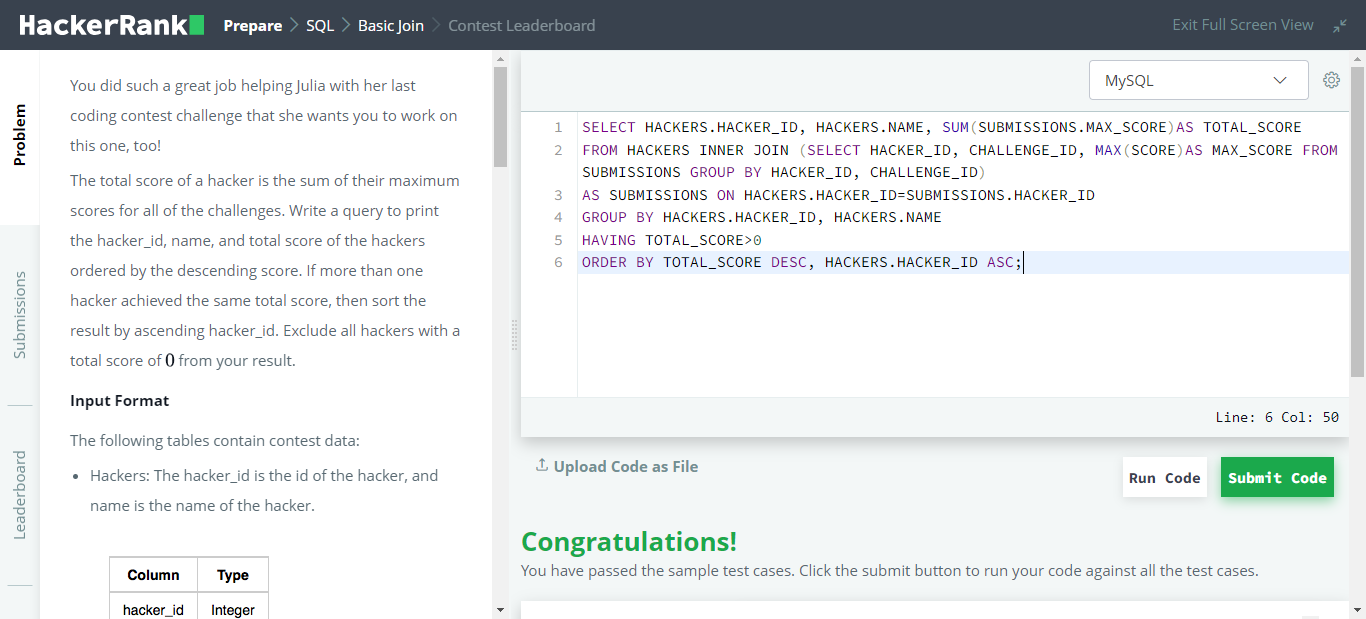 HackerRank Prepare > SQL > Basic Join > Contest Leaderboard Exit Full Screen View
Problem
Submissions
Leaderboard
You did such a great job helping Julia with her last
coding contest challenge that she wants you to work on
this one, too!
The total score of a hacker is the sum of their maximum
scores for all of the challenges. Write a query to print
the hacker_id, name, and total score of the hackers
ordered by the descending score. If more than one
hacker achieved the same total score, then sort the
result by ascending hacker_id. Exclude all hackers with a
total score of 0 from your result.
Input Format
The following tables contain contest data:
• Hackers: The hacker_id is the id of the hacker, and
name is the name of the hacker.
Column Type
hacker_id Integer
MySQL
1 SELECT HACKERS.HACKER_ID, HACKERS.NAME, SUM(SUBMISSIONS.MAX_SCORE)AS TOTAL_SCORE
2 FROM HACKERS INNER JOIN (SELECT HACKER_ID, CHALLENGE_ID, MAX(SCORE)AS MAX_SCORE FROM
SUBMISSIONS GROUP BY HACKER_ID, CHALLENGE_ID)
3 AS SUBMISSIONS ON HACKERS.HACKER_ID=SUBMISSIONS.HACKER_ID
4 GROUP BY HACKERS.HACKER_ID, HACKERS.NAME
5 HAVING TOTAL_SCORE>0
6 ORDER BY TOTAL_SCORE DESC, HACKERS.HACKER_ID ASC;
Line: 6 Col: 50
Upload Code as File
Run Code
Submit Code
Congratulations!
You have passed the sample test cases. Click the submit button to run your code against all the test cases.